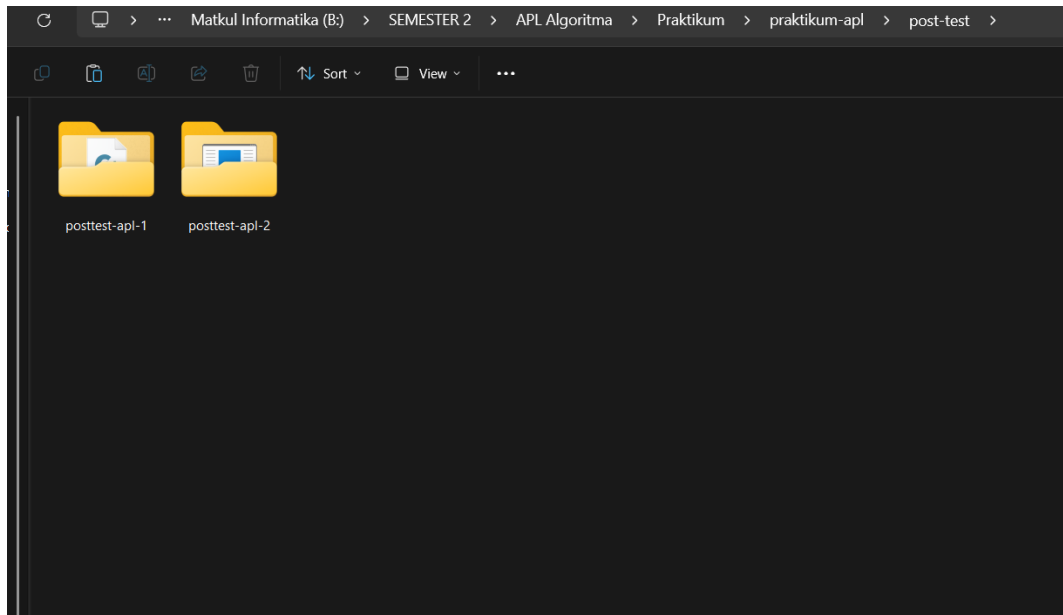 Matkul Informatika (B:) > SEMESTER 2 > APL Algoritma > Praktikum > praktikum-apl > post-test >
Sort View
posttest-apl-1 posttest-apl-2